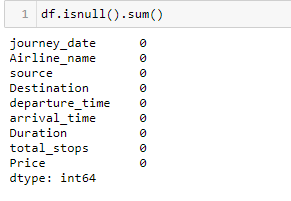 1 df.isnull().sum()
journey_date 0
Airline_name 0
source 0
Destination 0
departure_time 0
arrival_time 0
Duration 0
total_stops 0
Price 0
dtype: int64